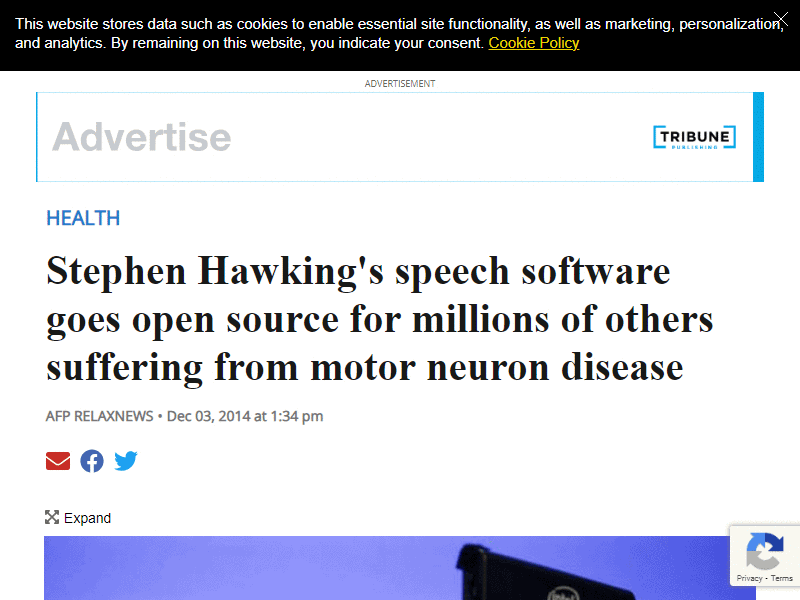 This website stores data such as cookies to enable essential site functionality, as well as marketing, personalization,
and analytics. By remaining on this website, you indicate your consent. Cookie Policy
ADVERTISEMENT
Advertise
TRIBUNE
PUBLISHING
HEALTH
Stephen Hawking's speech software
goes open source for millions of others
suffering from motor neuron disease
AFP RELAXNEWS • Dec 03, 2014 at 1:34 pm
Expand
Privacy - Terms